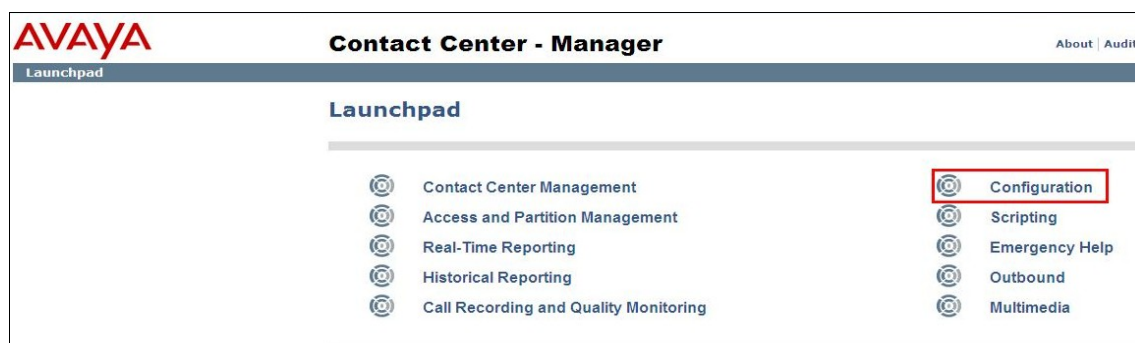 AVAYA
Contact Center - Manager
About | Audit
Launchpad
Launchpad
Contact Center Management
Configuration
Access and Partition Management
Scripting
Real-Time Reporting
Emergency Help
Historical Reporting
Outbound
Call Recording and Quality Monitoring
Multimedia